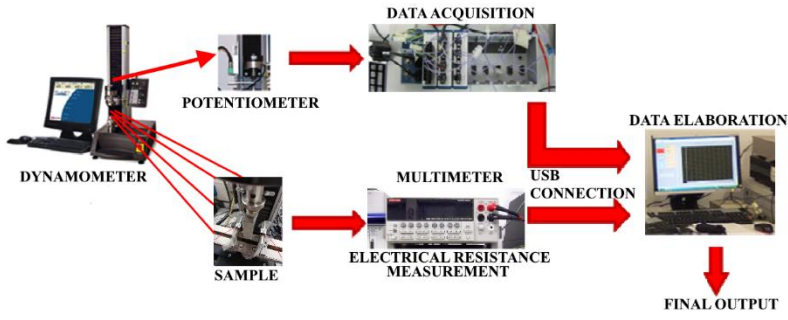 DATA ACQUISITION
POTENTIOMETER
DATA ELABORATION
DYNAMOMETER
MULTIMETER
USB
CONNECTION
SAMPLE
ELECTRICAL RESISTANCE
MEASUREMENT
FINAL OUTPUT